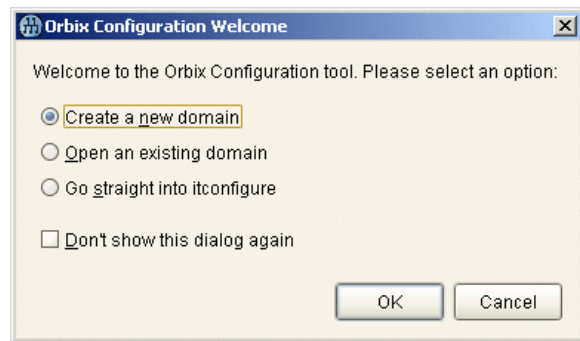 Orbix Configuration Welcome
Welcome to the Orbix Configuration tool. Please select an option:
Create a new domain
Open an existing domain
Go straight into itconfigure
Don't show this dialog again
OK Cancel